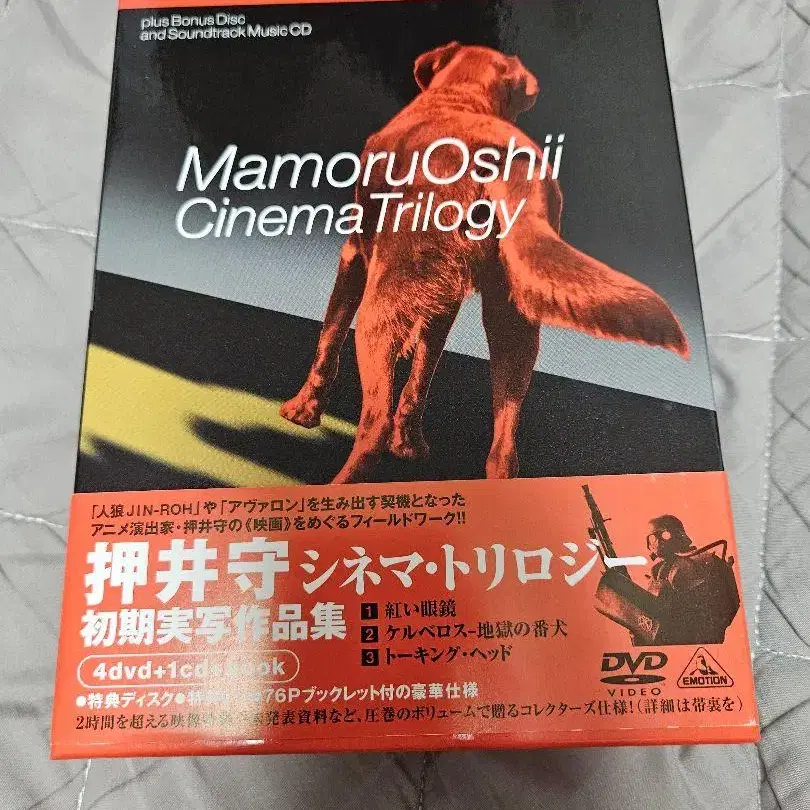 plus Bonus Disc
and Soundtrack Music CD
MamoruOshii
CinemaTrilogy
「人狼JIN-ROH」や「アヴァロン」を生み出す契機となった
アニメ演出家・押井守の《映画》をめぐるフィールドワーク!!
押井守シネマ・トリロジー
初期実写作品集
1 紅い眼鏡
2 ケルベロス-地獄の番犬
3 トーキング・ヘッド
4dvd+1cd
●特典ディスク●
76Pブックレット付の豪華仕様
2時間を超える映像
発表資料など、圧巻のボリュームで贈るコレクターズ仕様!(詳細は帯裏を)
DVD
VIDEO
EMOTION